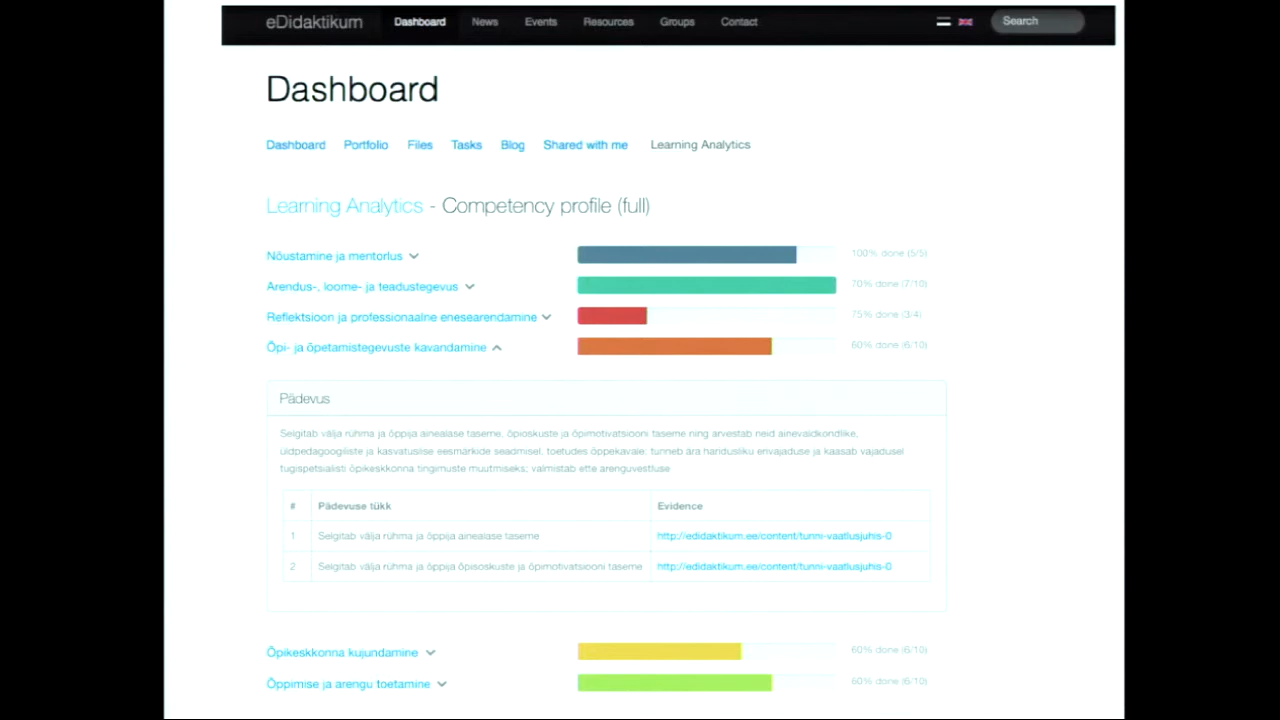 eDidaktikum Dashboard News Events Resources Groups Contact Search
Dashboard
Dashboard Portfolio Files Tasks Blog Shared with me Learning Analytics
Learning Analytics - Competency profile (full)
Nõustamine ja mentorlus 100% done (5/5)
Arendus-, loome- ja teadustegevus 70% done (7/10)
Reflektsioon ja professionaalne enesearendamine 75% done (3/4)
Õpi- ja õpetamistegevuste kavandamine 60% done (6/10)
Pädevus
Selgitab välja rühma ja õppija ainealase taseme, õpioskuste ja õpimotivatsiooni taseme ning arvestab neid ainevaldkondlike,
üldpedagoogiliste ja kasvatuslike eesmärkide seadmisel, toetudes õppekavale; tunneb ära haridusliku erivajaduse ja kaasab vajadusel
tugispetsialisti õpikeskkonna tingimuste muutmiseks; valmistab ette arenguvestluse
# Pädevuse tükk Evidence
1 Selgitab välja rühma ja õppija ainealase taseme http://edidaktikum.ee/content/tunni-vaatlusjuhis-0
2 Selgitab välja rühma ja õppija õpisoskuste ja õpimotivatsiooni taseme http://edidaktikum.ee/content/tunni-vaatlusjuhis-0
Õpikeskkonna kujundamine 60% done (6/10)
Õppimise ja arengu toetamine 60% done (6/10)